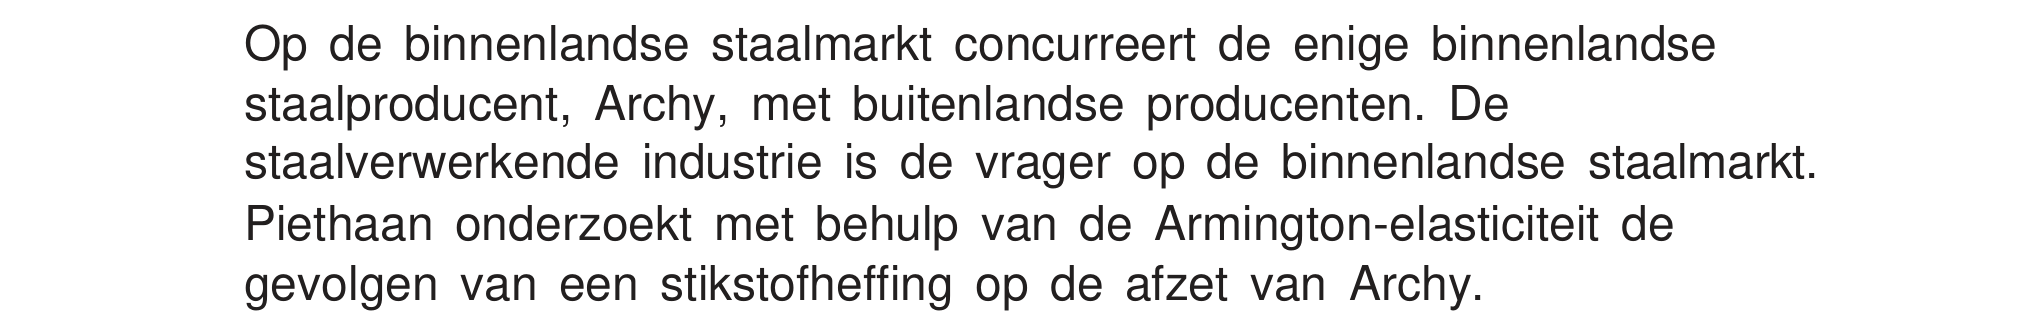 Op de binnenlandse staalmarkt concurreert de enige binnenlandse
staalproducent, Archy, met buitenlandse producenten. De
staalverwerkende industrie is de vrager op de binnenlandse staalmarkt.
Piethaan onderzoekt met behulp van de Armington-elasticiteit de
gevolgen van een stikstofheffing op de afzet van Archy.